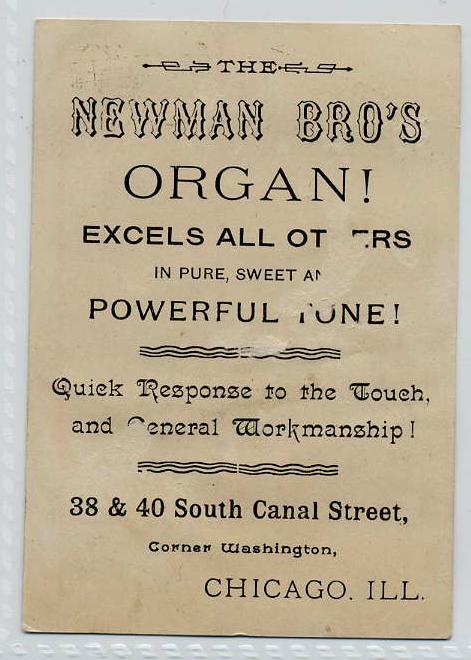 THE
NEWMAN BRO'S
ORGAN!
EXCELS ALL OTHERS
IN PURE, SWEET
POWERFUL TONE!
Quick Response to the Touch,
and General Workmanship!
38 & 40 South Canal Street,
Corner Washington,
CHICAGO. ILL.